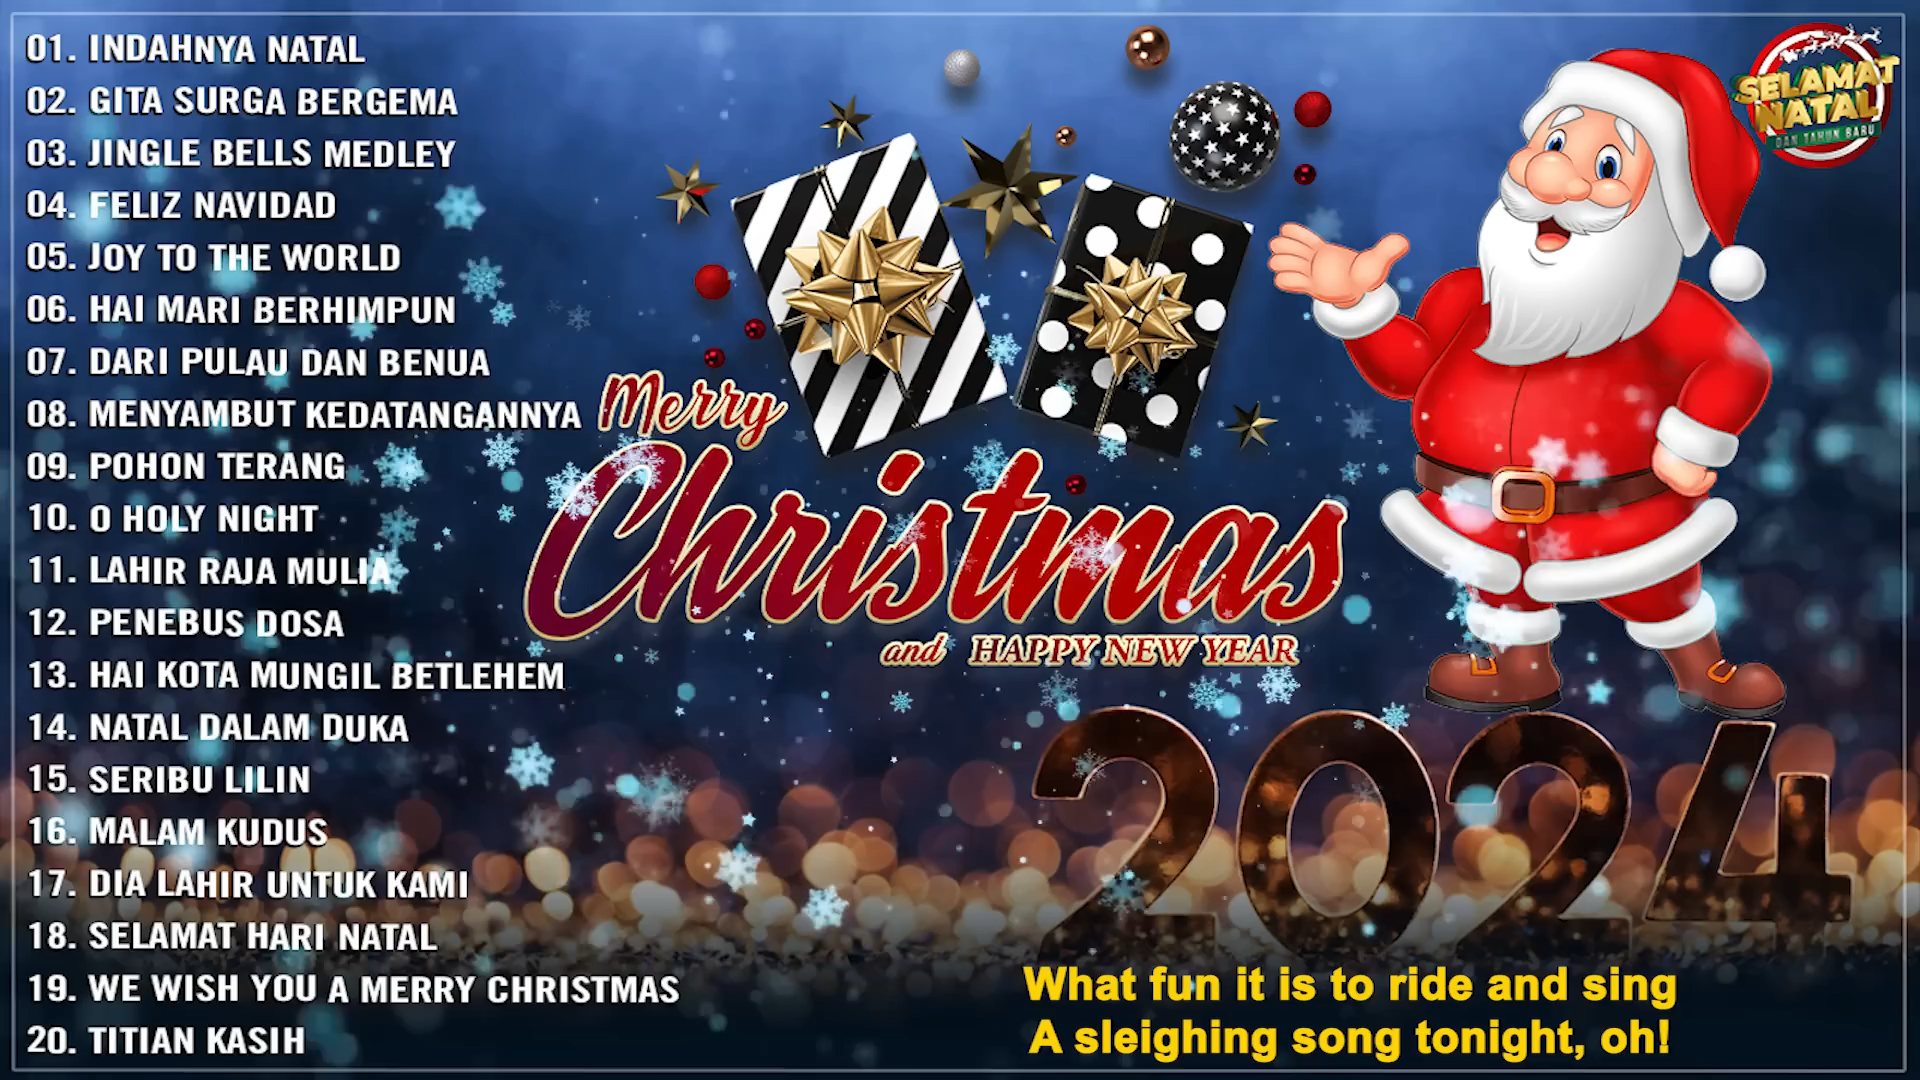 01. INDAHNYA NATAL
02. GITA SURGA BERGEMA
03. JINGLE BELLS MEDLEY
04. FELIZ NAVIDAD
05. JOY TO THE WORLD
06. HAI MARI BERHIMPUN
07. DARI PULAU DAN BENUA
08. MENYAMBUT KEDATANGANNYA
09. POHON TERANG
10. O HOLY NIGHT
11. LAHIR RAJA MULIA
12. PENEBUS DOSA
13. HAI KOTA MUNGIL BETLEHEM
14. NATAL DALAM DUKA
15. SERIBU LILIN
16. MALAM KUDUS
17. DIA LAHIR UNTUK KAMI
18. SELAMAT HARI NATAL
19. WE WISH YOU A MERRY CHRISTMAS
20. TITIAN KASIH
Merry
Christmas
and HAPPY NEW YEAR
2024
SELAMAT
NATAL
DAN TAHUN BARU
What fun it is to ride and sing
A sleighing song tonight, oh!